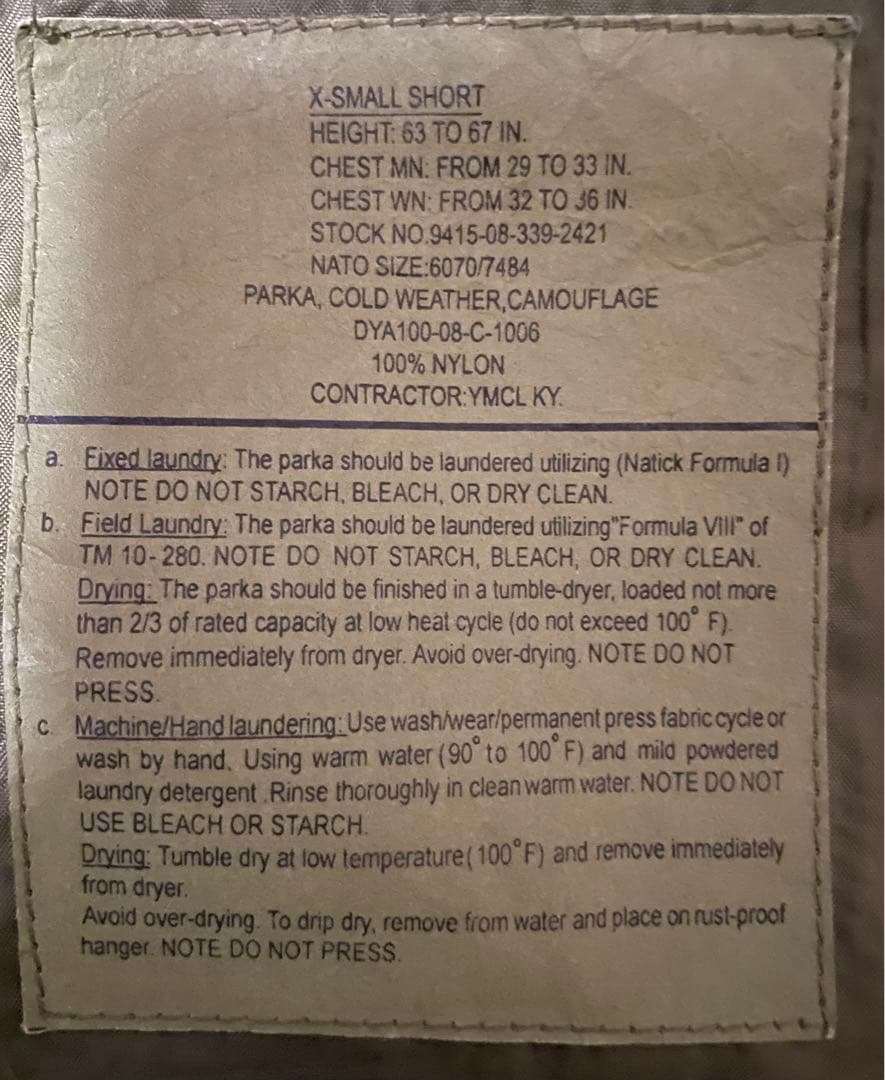 X-SMALL SHORT
HEIGHT: 63 TO 67 IN.
CHEST MN: FROM 29 TO 33 IN.
CHEST WN: FROM 32 TO 36 IN.
STOCK NO.9415-08-339-2421
NATO SIZE:6070/7484
PARKA, COLD WEATHER,CAMOUFLAGE
DYA100-08-C-1006
100% NYLON
CONTRACTOR:YMCL KY.
a. Fixed laundry: The parka should be laundered utilizing (Natick Formula I)
NOTE DO NOT STARCH, BLEACH, OR DRY CLEAN.
b. Field Laundry: The parka should be laundered utilizing"Formula VIII" of
TM 10-280. NOTE DO NOT STARCH, BLEACH, OR DRY CLEAN.
Drying: The parka should be finished in a tumble-dryer, loaded not more
than 2/3 of rated capacity at low heat cycle (do not exceed 100° F).
Remove immediately from dryer. Avoid over-drying. NOTE DO NOT
PRESS.
c. Machine/Hand laundering: Use wash/wear/permanent press fabric cycle or
wash by hand. Using warm water (90° to 100° F) and mild powdered
laundry detergent .Rinse thoroughly in clean warm water. NOTE DO NOT
USE BLEACH OR STARCH.
Drying: Tumble dry at low temperature( 100°F) and remove immediately
from dryer.
Avoid over-drying. To drip dry, remove from water and place on rust-proof
hanger. NOTE DO NOT PRESS.